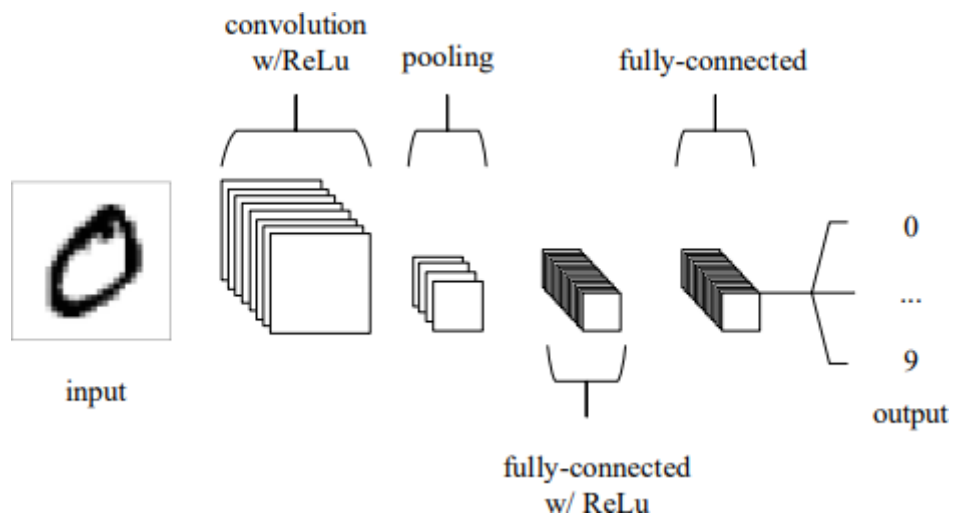 convolution
w/ReLu
pooling
fully-connected
0
...
9
input
output
fully-connected
w/ ReLu